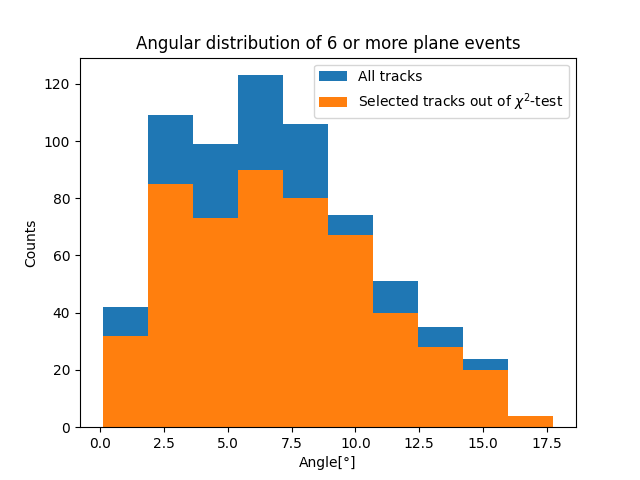 Angular distribution of 6 or more plane events
All tracks
Selected tracks out of χ²-test
120
100
80
60
40
20
0
Counts
0.0 2.5 5.0 7.5 10.0 12.5 15.0 17.5
Angle[°]